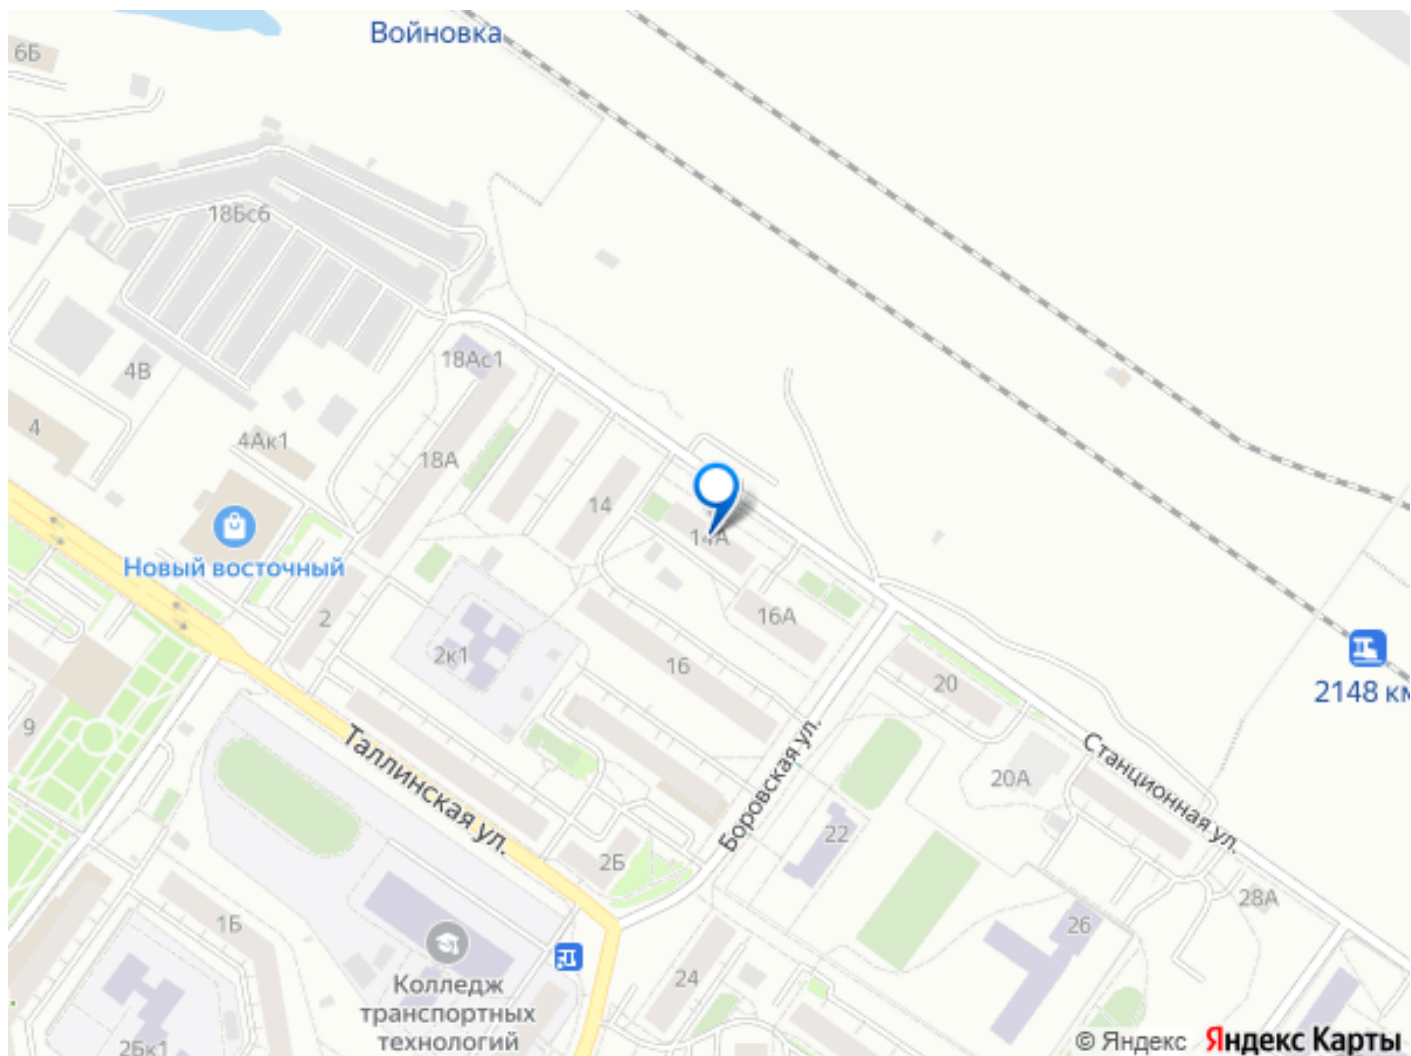 Войновка
6Б
18Бс6
18Ас1
4В
4
4Ак1
18А
14
14А
Новый восточный
2
16А
2к1
16
20
2148 км
9
Таллинская ул.
Боровская ул.
Станционная ул.
20А
22
2Б
28А
1Б
26
24
Колледж
транспортных
технологий
2Бк1
© Яндекс Яндекс Карты